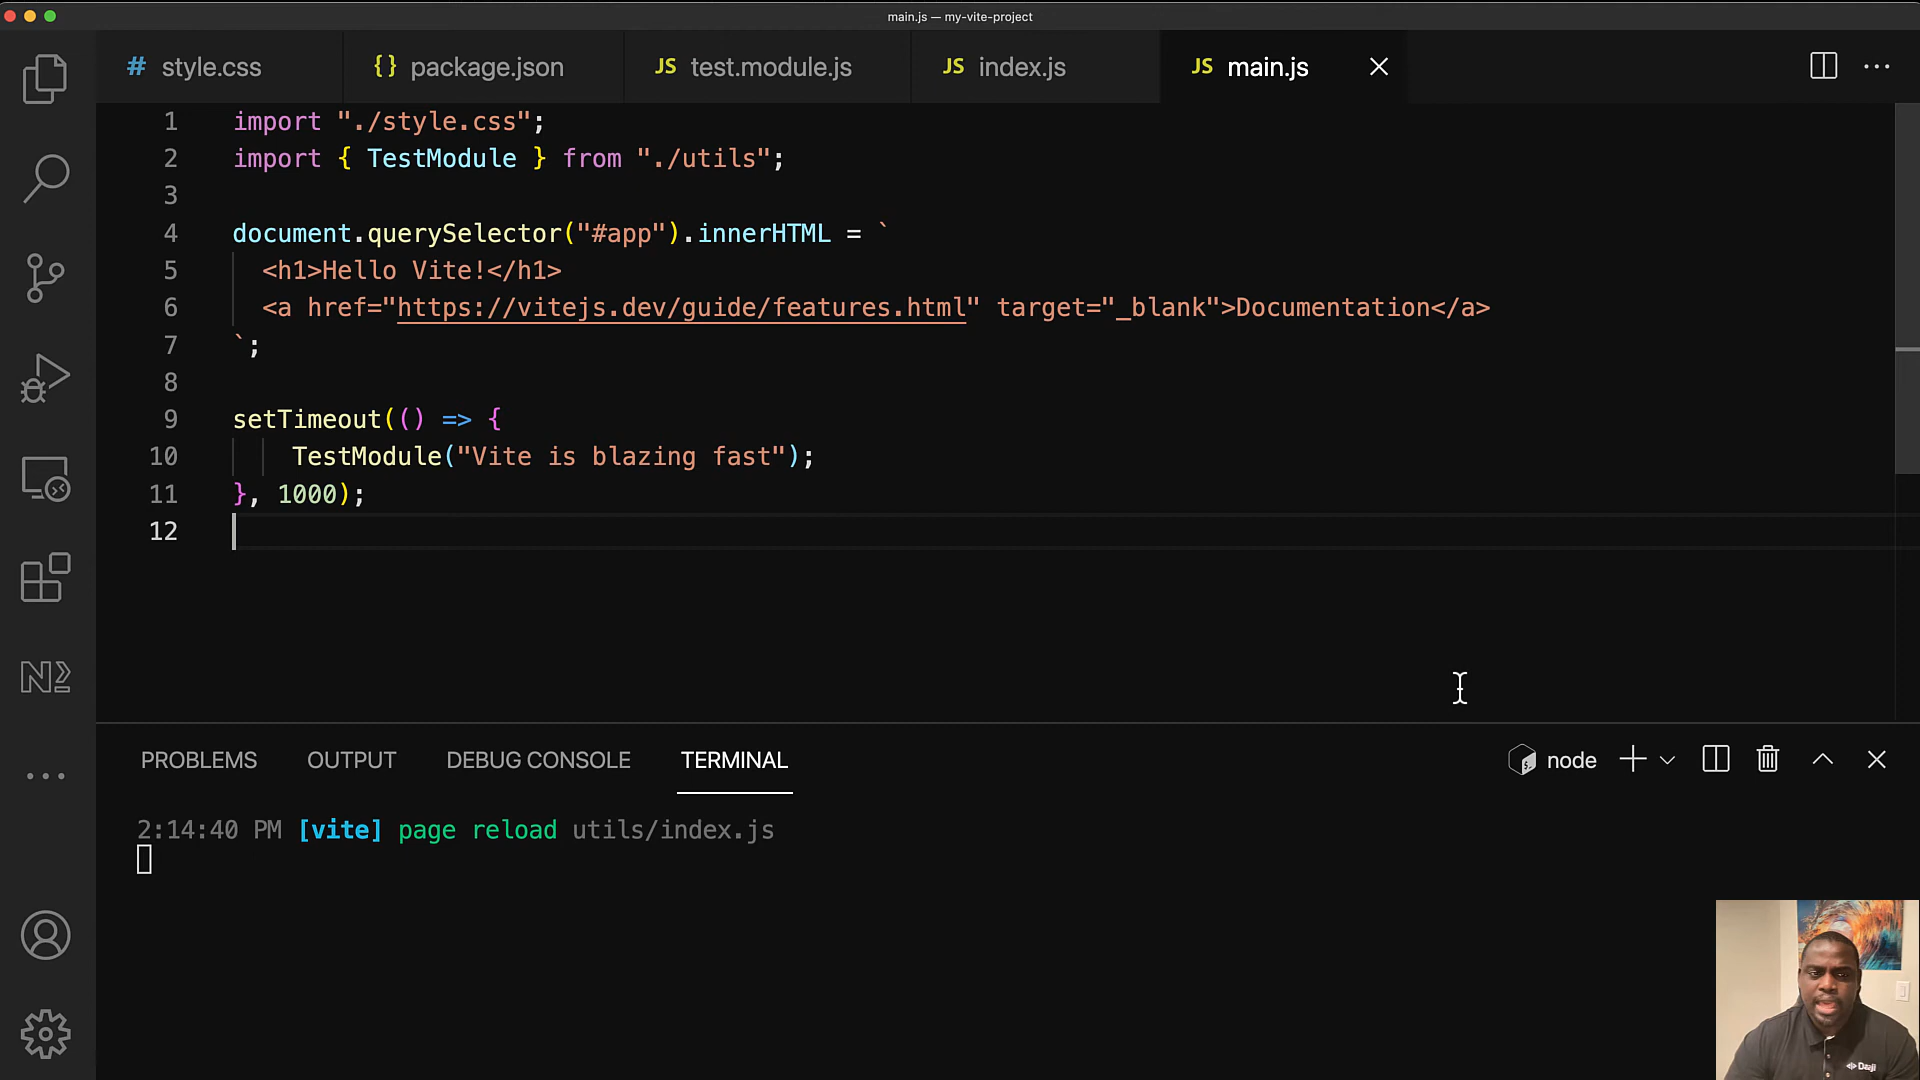 main.js — my-vite-project
# style.css
{} package.json
JS test.module.js
JS index.js
JS main.js
1 import "./style.css";
2 import { TestModule } from "./utils";
3
4 document.querySelector("#app").innerHTML = `
5 <h1>Hello Vite!</h1>
6 <a href="https://vitejs.dev/guide/features.html" target="_blank">Documentation</a>
7 `;
8
9 setTimeout(() => {
10 TestModule("Vite is blazing fast");
11 }, 1000);
12
PROBLEMS OUTPUT DEBUG CONSOLE TERMINAL
node
2:14:40 PM [vite] page reload utils/index.js